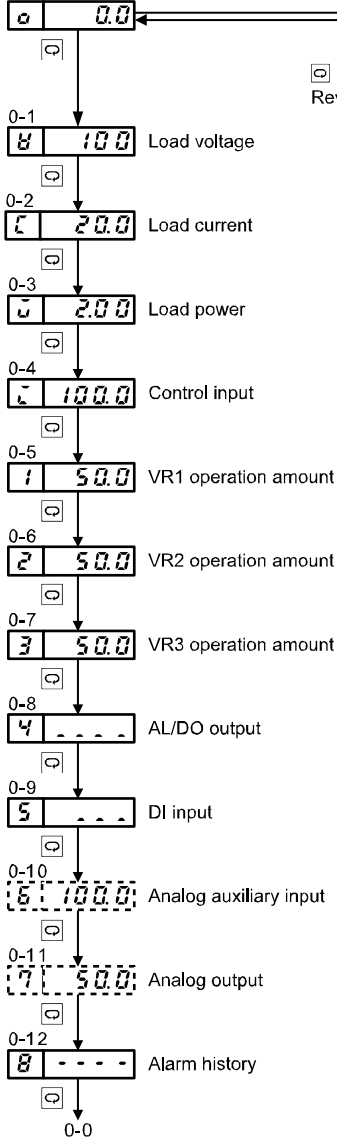 o 0.0
Rev
0-1
V 100 Load voltage
0-2
C 20.0 Load current
0-3
2.00 Load power
0-4
100.0 Control input
0-5
1 50.0 VR1 operation amount
0-6
2 50.0 VR2 operation amount
0-7
3 50.0 VR3 operation amount
0-8
4 _ _ _ _ AL/DO output
0-9
5 _ _ _ DI input
0-10
6 100.0 Analog auxiliary input
0-11
7 50.0 Analog output
0-12
8 - - - - Alarm history
0-0